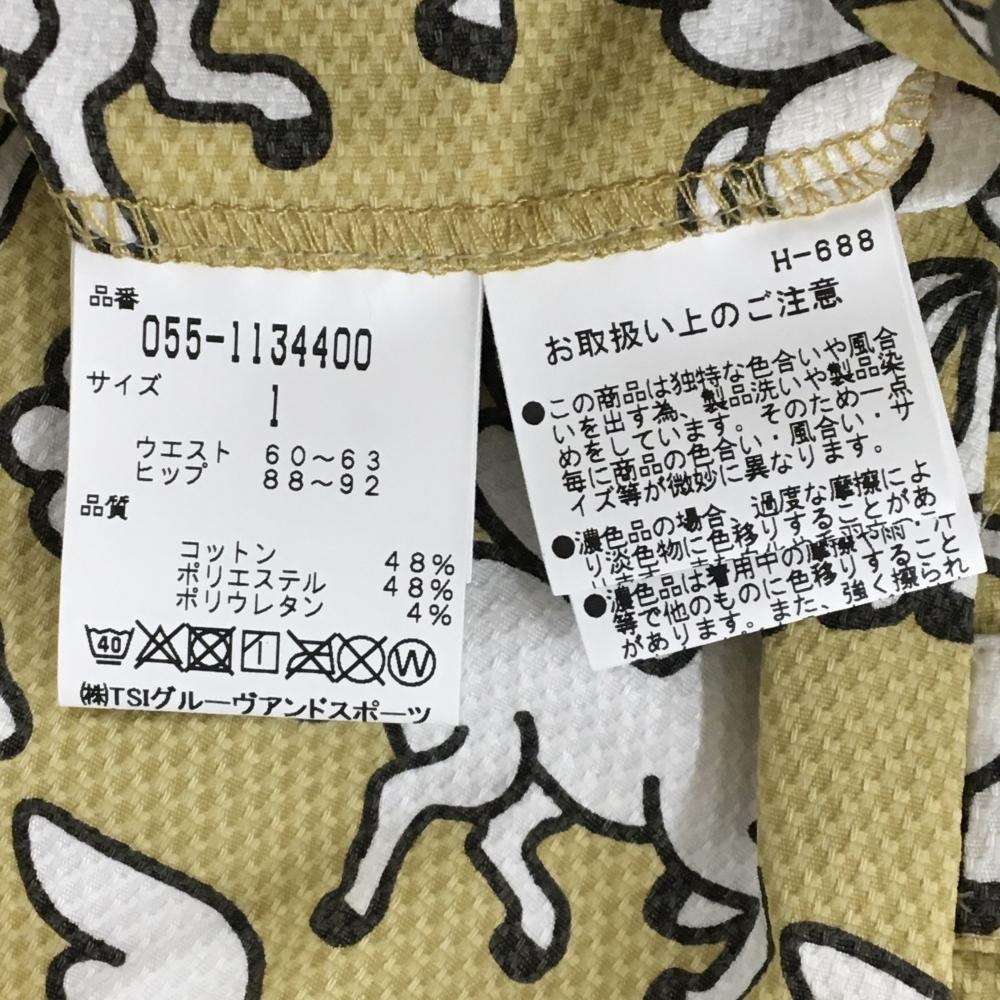 品番
055-1134400
サイズ
1
ウエスト 60～63
ヒップ 88～92
品質
コットン 48%
ポリエステル 48%
ポリウレタン 4%
40
W
㈱TSIグルーヴアンドスポーツ
H-688
お取扱い上のご注意
●この商品は独特な色合いや風合
いを出す為、製品洗いや製品染
めをしています。そのため一点
毎に商品の色合い・風合い・サ
イズ等が微妙に異なります。
●濃色品の場合、過度な摩擦によ
り淡色物に色移りすることがあ
●濃色品は着用中の摩擦や雨・汗
等で他のものに色移りすること
があります。また、強く擦られ